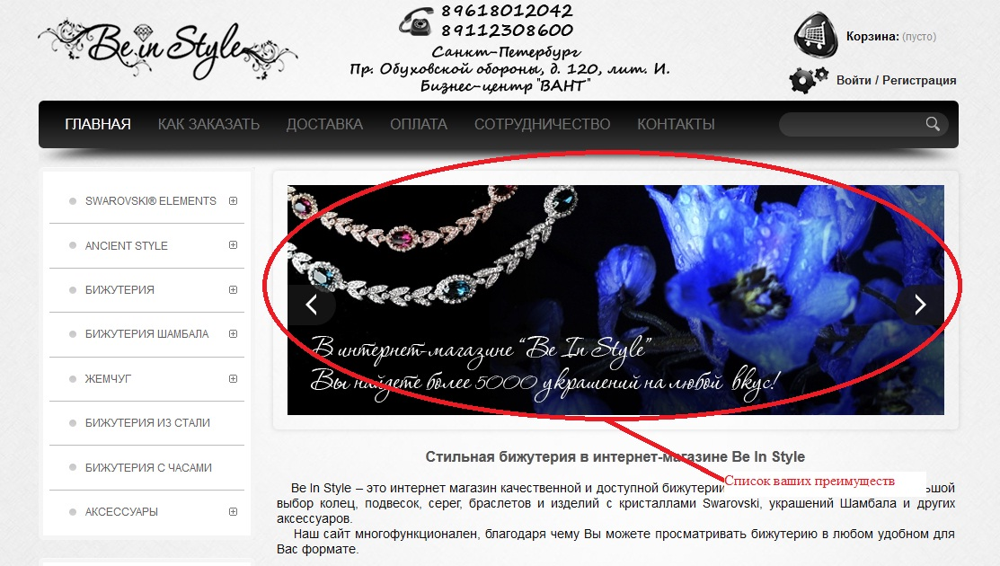 Be in Style
89618012042
89112308600
Санкт-Петербург
Пр. Обуховской обороны, д. 120, лит. И.
Бизнес-центр "ВАНТ"
Корзина: (пусто)
Войти / Регистрация
ГЛАВНАЯ КАК ЗАКАЗАТЬ ДОСТАВКА ОПЛАТА СОТРУДНИЧЕСТВО КОНТАКТЫ
SWAROVSKI® ELEMENTS
ANCIENT STYLE
БИЖУТЕРИЯ
БИЖУТЕРИЯ ШАМБАЛА
ЖЕМЧУГ
БИЖУТЕРИЯ ИЗ СТАЛИ
БИЖУТЕРИЯ С ЧАСАМИ
АКСЕССУАРЫ
В интернет-магазине “Be In Style”
Вы найдете более 5000 украшений на любой вкус!
Стильная бижутерия в интернет-магазине Be In Style
Список ваших преимуществ
Be In Style – это интернет магазин качественной и доступной бижутерии
выбор колец, подвесок, серег, браслетов и изделий с кристаллами Swarovski, украшений Шамбала и других
аксессуаров.
Наш сайт многофункционален, благодаря чему Вы можете просматривать бижутерию в любом удобном для
Вас формате.